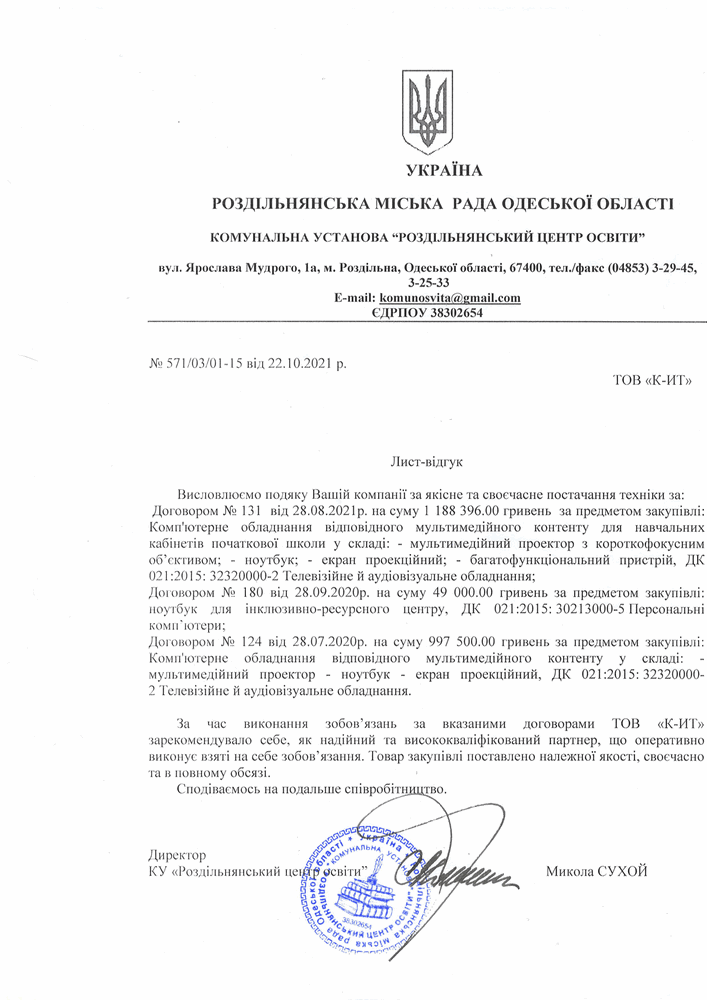 УКРАЇНА
РОЗДІЛЬНЯНСЬКА МІСЬКА РАДА ОДЕСЬКОЇ ОБЛАСТІ
КОМУНАЛЬНА УСТАНОВА “РОЗДІЛЬНЯНСЬКИЙ ЦЕНТР ОСВІТИ”
вул. Ярослава Мудрого, 1а, м. Роздільна, Одеської області, 67400, тел./факс (04853) 3-29-45,
3-25-33
E-mail: komunosvita@gmail.com
ЄДРПОУ 38302654
№ 571/03/01-15 від 22.10.2021 р.
ТОВ «К-ИТ»
Лист-відгук
Висловлюємо подяку Вашій компанії за якісне та своєчасне постачання техніки за:
Договором № 131 від 28.08.2021р. на суму 1 188 396.00 гривень за предметом закупівлі:
Комп'ютерне обладнання відповідного мультимедійного контенту для навчальних
кабінетів початкової школи у складі: - мультимедійний проектор з короткофокусним
об’єктивом; - ноутбук; - екран проекційний; - багатофункціональний пристрій, ДК
021:2015: 32320000-2 Телевізійне й аудіовізуальне обладнання;
Договором № 180 від 28.09.2020р. на суму 49 000.00 гривень за предметом закупівлі:
ноутбук для інклюзивно-ресурсного центру, ДК 021:2015: 30213000-5 Персональні
комп’ютери;
Договором № 124 від 28.07.2020р. на суму 997 500.00 гривень за предметом закупівлі:
Комп'ютерне обладнання відповідного мультимедійного контенту у складі: -
мультимедійний проектор - ноутбук - екран проекційний, ДК 021:2015: 32320000-
2 Телевізійне й аудіовізуальне обладнання.
За час виконання зобов’язань за вказаними договорами ТОВ «К-ИТ»
зарекомендувало себе, як надійний та висококваліфікований партнер, що оперативно
виконує взяті на себе зобов’язання. Товар закупівлі поставлено належної якості, своєчасно
та в повному обсязі.
Сподіваємось на подальше співробітництво.
Директор
КУ «Роздільнянський центр освіти”
Микола СУХОЙ
Україна * Роздільнянська міська рада Одеської області *
"КОМУНАЛЬНА УСТАНОВА "РОЗДІЛЬНЯНСЬКИЙ ЦЕНТР ОСВІТИ"
38302654